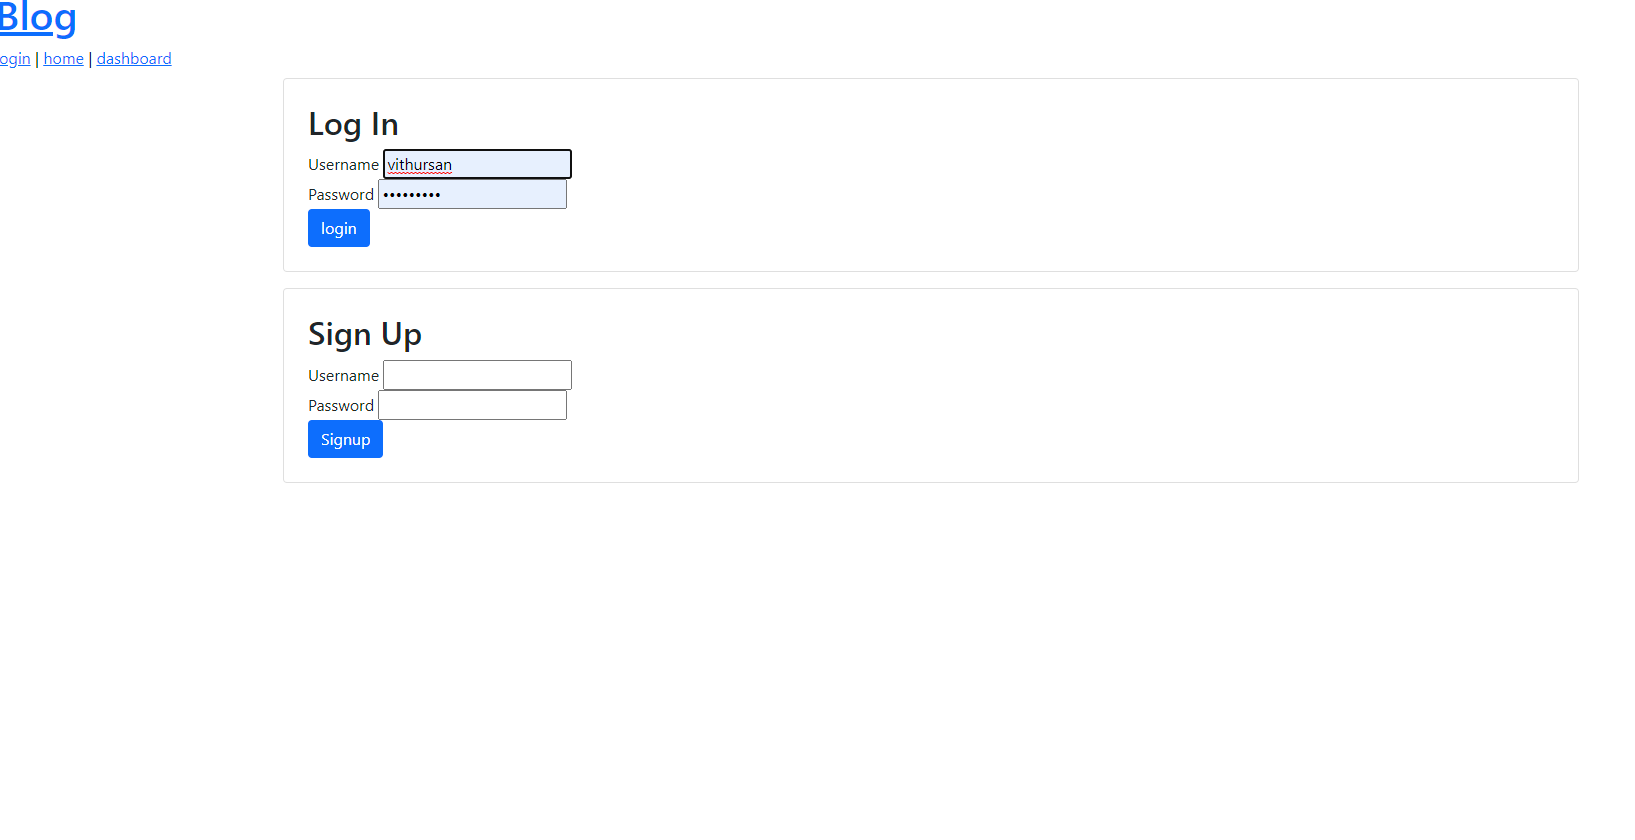 Blog
ogin | home | dashboard
Log In
Username vithursan
Password •••••••••
login
Sign Up
Username
Password
Signup